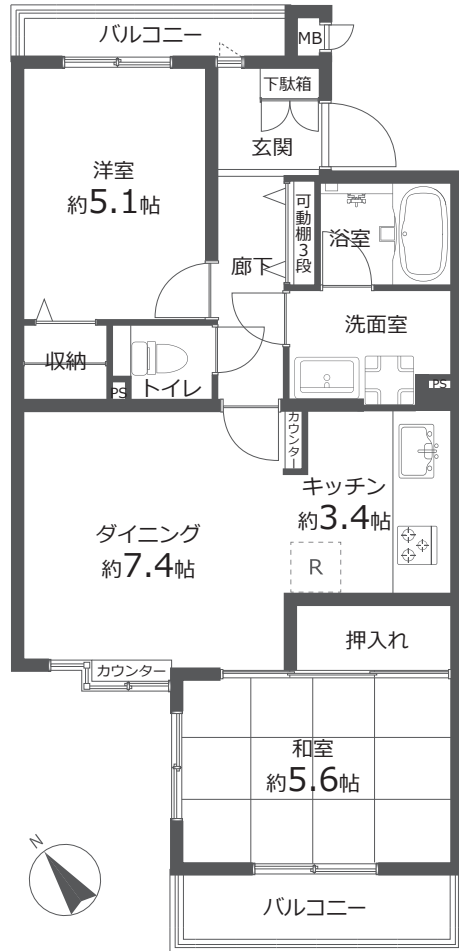 バルコニー
MB
下駄箱
玄関
洋室
約5.1帖
可動棚3段
浴室
廊下
洗面室
収納
トイレ
PS
PS
カウンター
キッチン
約3.4帖
ダイニング
約7.4帖
R
押入れ
カウンター
和室
約5.6帖
N
バルコニー